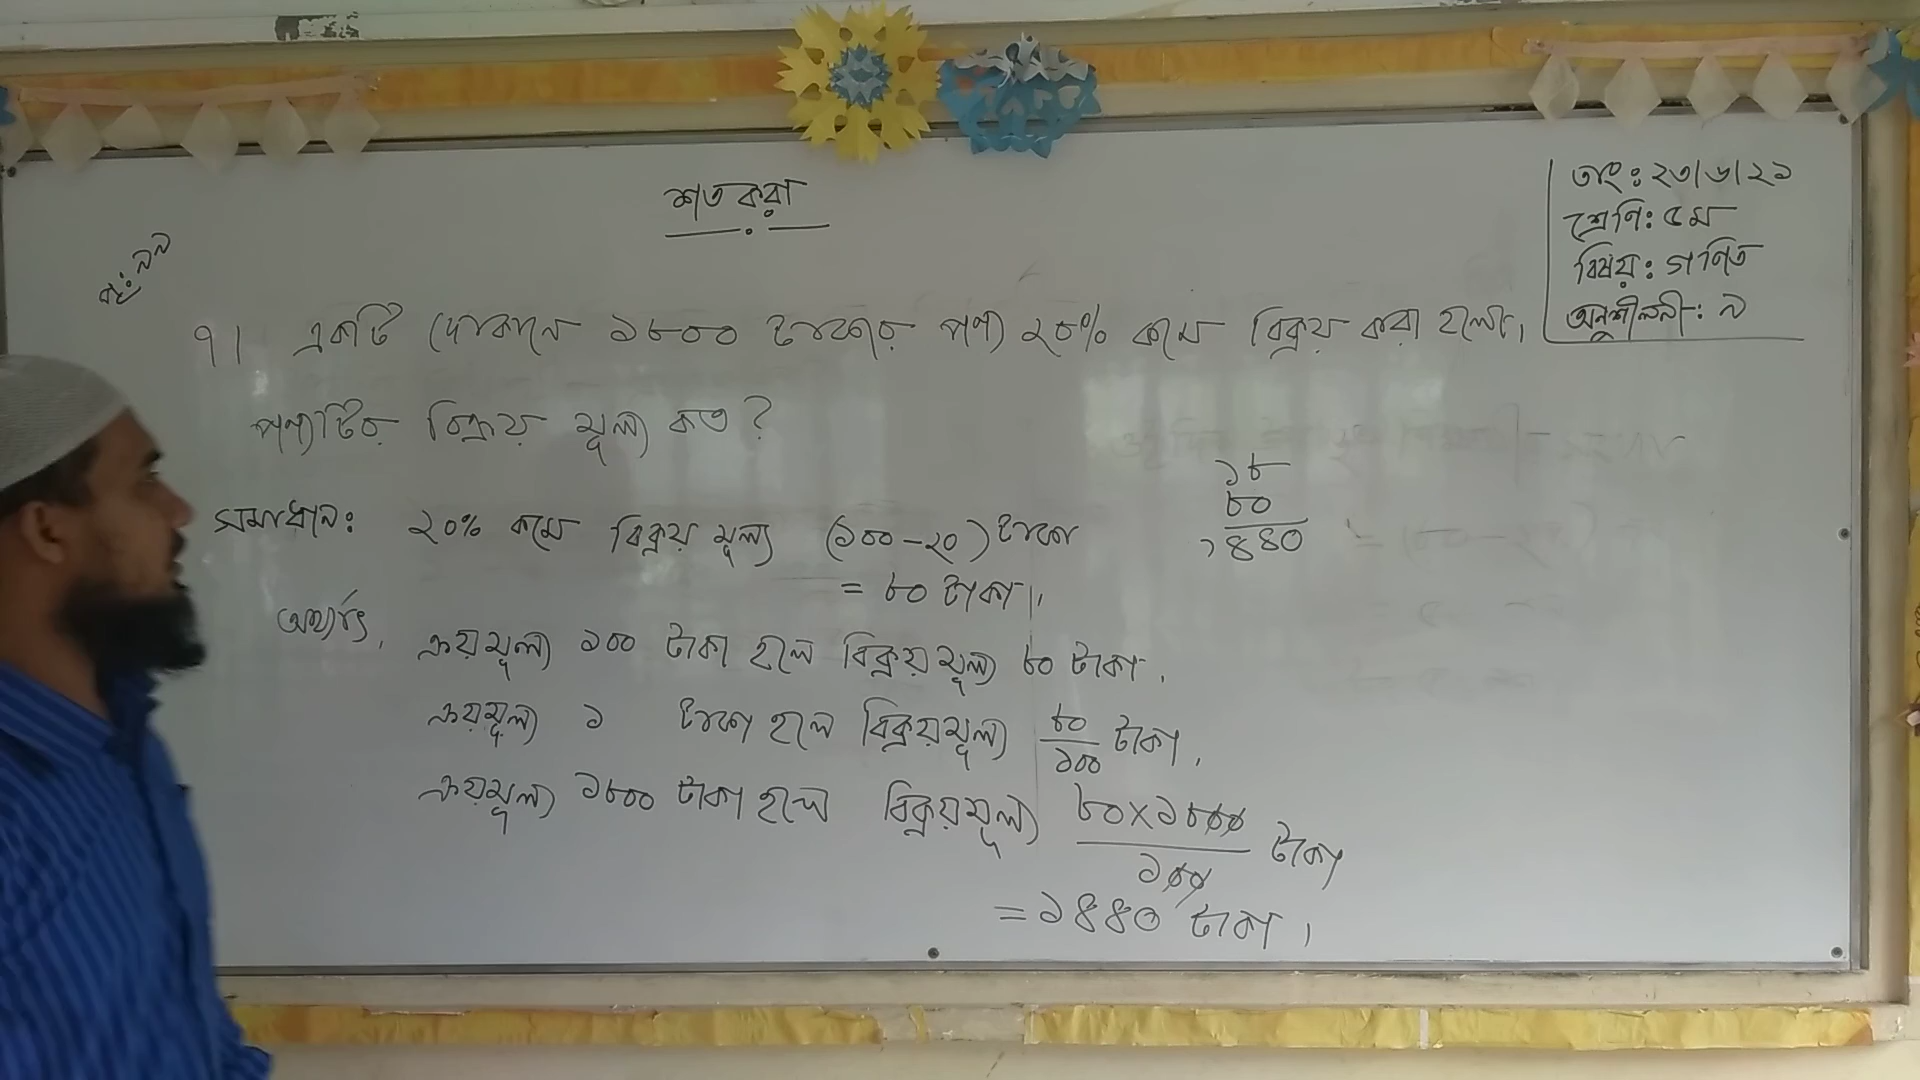 শতকরা
তাং: ২৩/৬/২১
শ্রেণি: ৫ম
বিষয়: গণিত
অনুশীলনী: ৯
পৃ: ৯৯
৭। একটি দোকানে ১৮০০ টাকার পণ্য ২০% কমে বিক্রয় করা হলো।
পণ্যটির বিক্রয় মূল্য কত?
১৮
৮০
১৪৪০
সমাধান: ২০% কমে বিক্রয় মূল্য (১০০-২০) টাকা
= ৮০ টাকা।
অর্থাৎ,
ক্রয়মূল্য ১০০ টাকা হলে বিক্রয়মূল্য ৮০ টাকা।
ক্রয়মূল্য ১ টাকা হলে বিক্রয়মূল্য ৮০/১০০ টাকা।
ক্রয়মূল্য ১৮০০ টাকা হলে বিক্রয়মূল্য ৮০×১৮০০/১০০ টাকা
= ১৪৪০ টাকা।